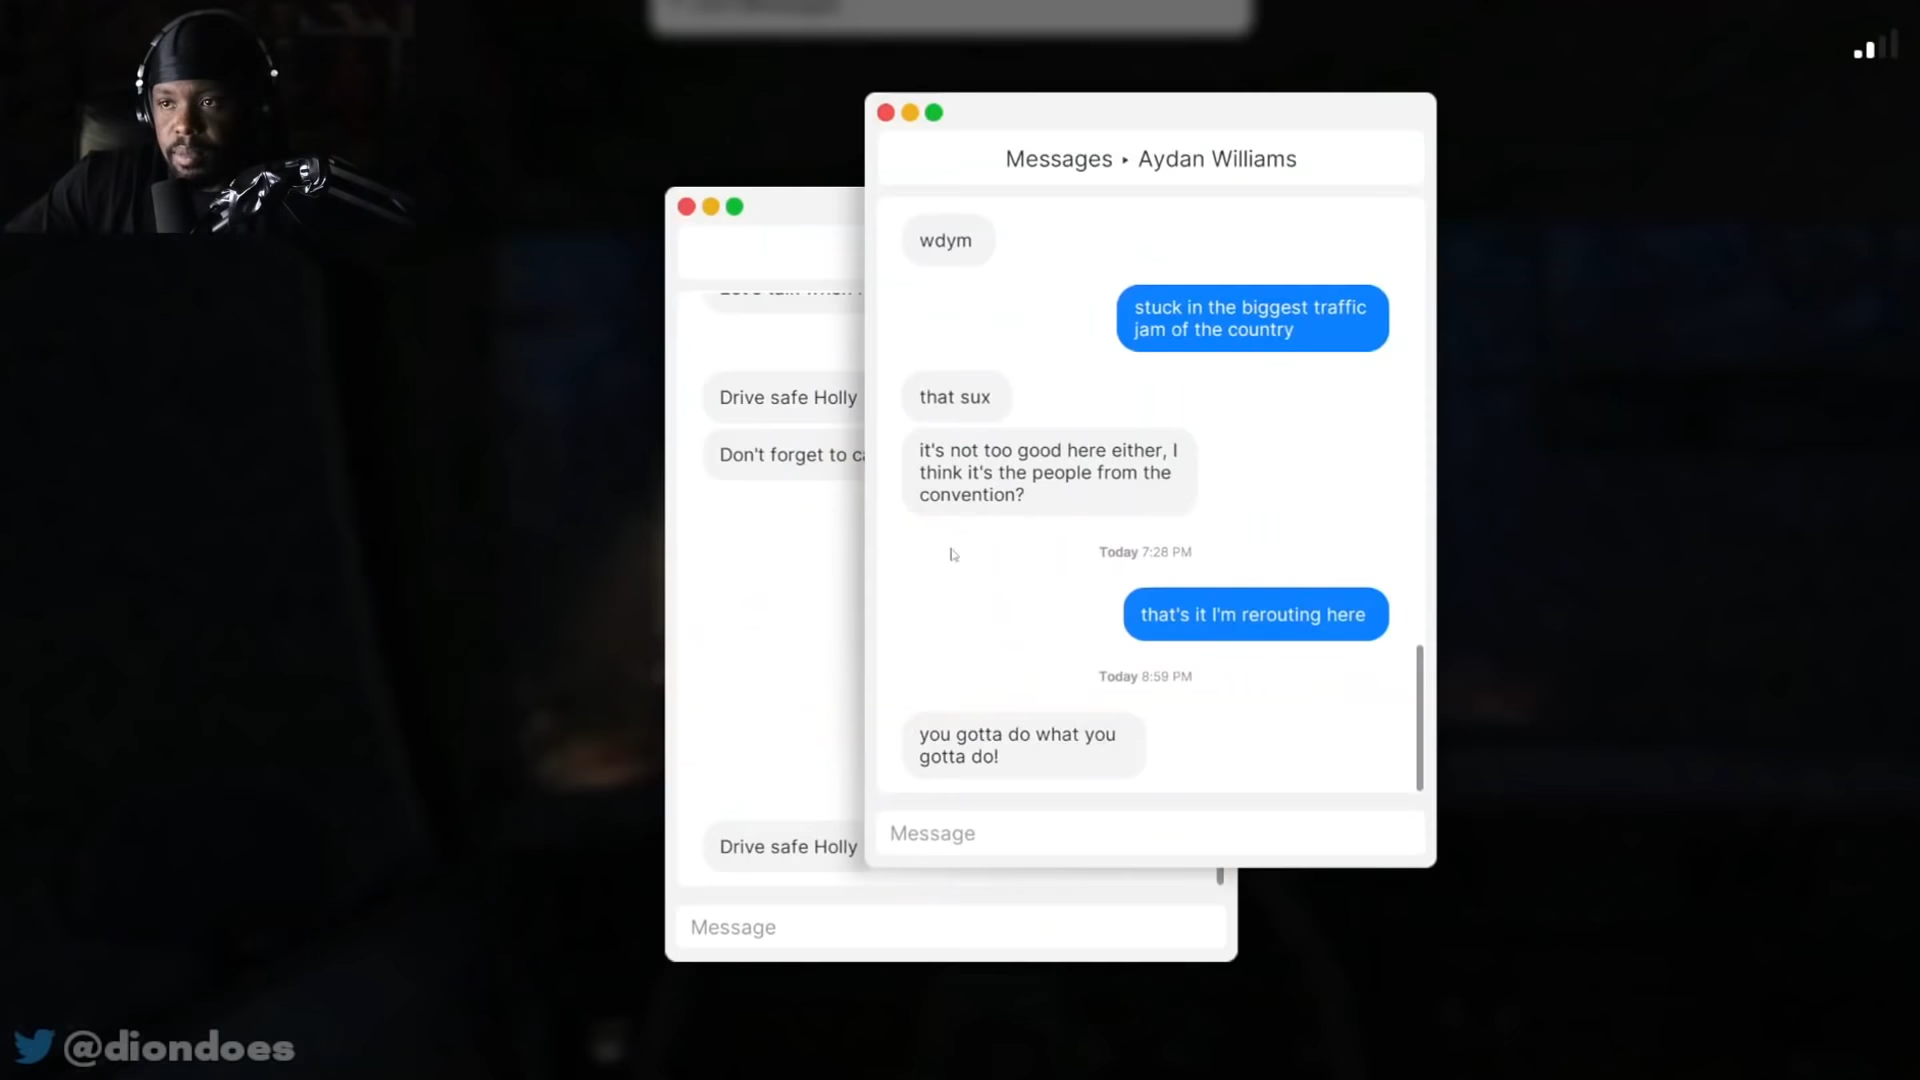 Messages ▸ Aydan Williams
wdym
stuck in the biggest traffic
jam of the country
that sux
it's not too good here either, I
think it's the people from the
convention?
Today 7:28 PM
that's it I'm rerouting here
Today 8:59 PM
you gotta do what you
gotta do!
Message
Drive safe Holly
Don't forget to
Drive safe Holly
Message
@diondoes